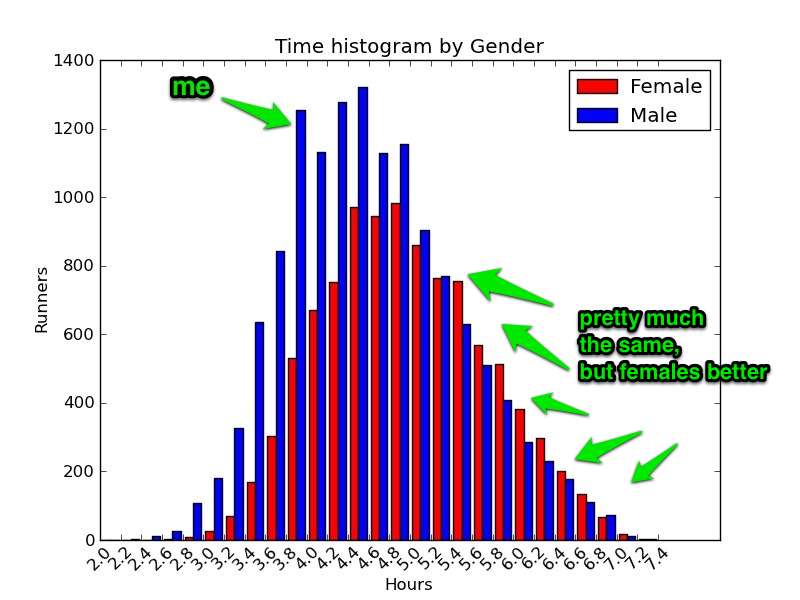 Time histogram by Gender
me
Female
Male
pretty much
the same,
but females better
Runners
1400
1200
1000
800
600
400
200
0
2.0 2.2 2.4 2.6 2.8 3.0 3.2 3.4 3.6 3.8 4.0 4.2 4.4 4.6 4.8 5.0 5.2 5.4 5.6 5.8 6.0 6.2 6.4 6.6 6.8 7.0 7.2 7.4
Hours